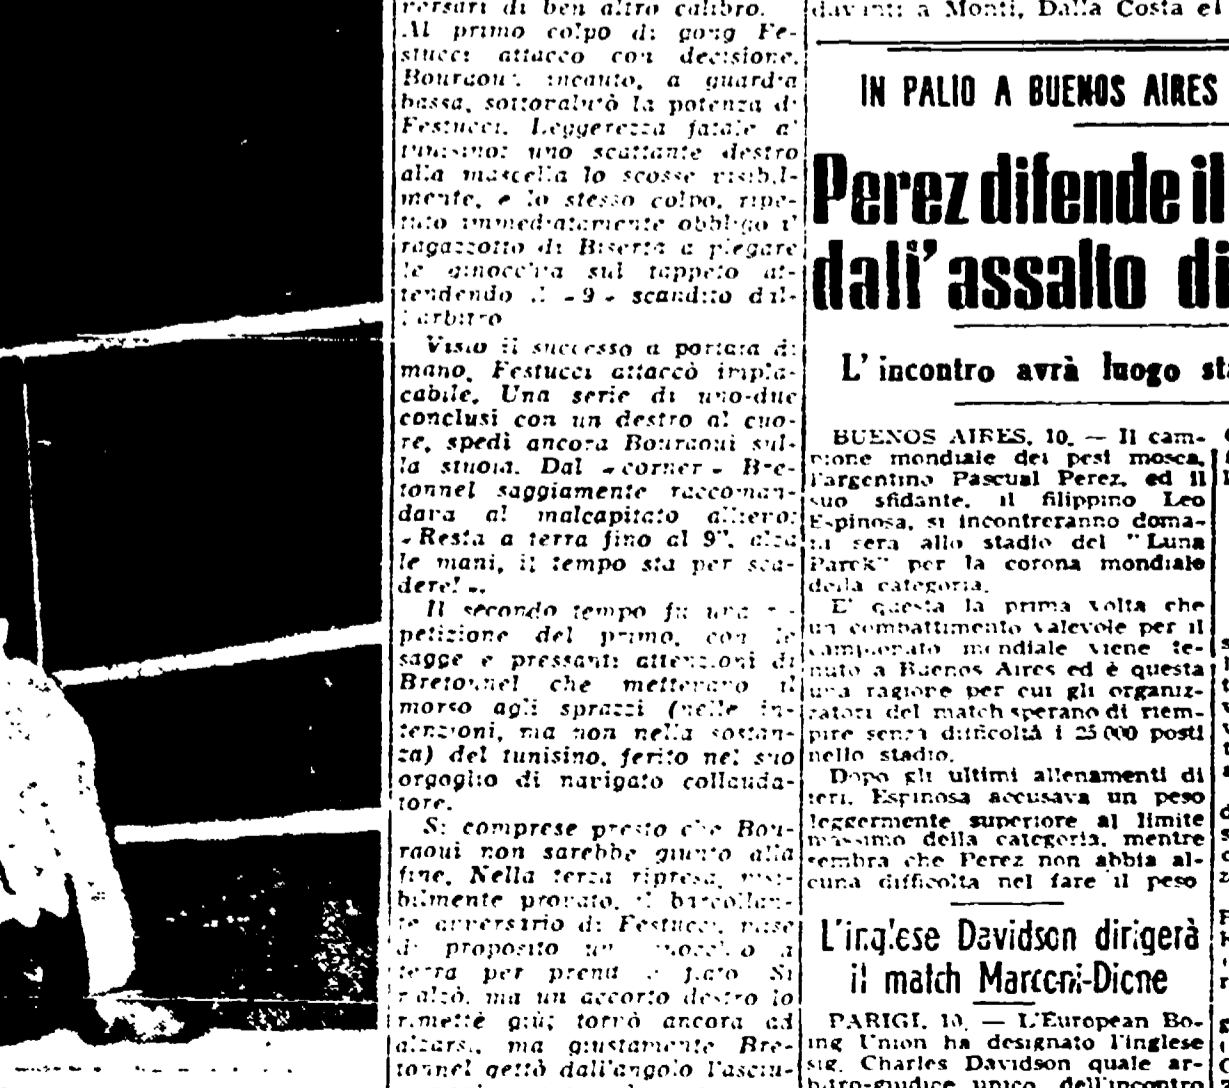 versari di ben altro calibro.
Al primo colpo di gong Fe-
stucci attacco con decisione.
Bouraoui, incauto, a guardia
bassa, sottovalutò la potenza di
Festucci. Leggerezza fatale al
tunisino: uno scattante destro
alla mascella lo scosse visibil-
mente, e lo stesso colpo, ripe-
tuto immediatamente obbligo il
ragazzotto di Biserta a piegare
le ginocchia sul tappeto at-
tendendo il «9» scandito dal-
l'arbitro
Visto il successo a portata di
mano, Festucci attaccò impla-
cabile. Una serie di uno-due
conclusi con un destro al cuo-
re, spedì ancora Bouraoui sul-
la stuoia. Dal «corner» Bre-
tonnel saggiamente raccoman-
dava al malcapitato allievo:
«Resta a terra fino al 9", alza
le mani, il tempo sta per sca-
dere!».
Il secondo tempo fu una
petizione del primo, con le
sagge e pressanti attenzioni di
Bretonnel che mettevano il
morso agli sprazzi (nelle in-
tenzioni, ma non nella sostan-
za) del tunisino, ferito nel suo
orgoglio di navigato collauda-
tore.
Si comprese presto che Bou-
raoui non sarebbe giunto alla
fine. Nella terza ripresa, visi-
bilmente provato, il barcollan-
te avversario di Festucci, mise
di proposito un a
terra per fiato Si
rialzò, ma un accorto destro lo
rimettè giù; tornò ancora ad
alzarsi, ma giustamente Bre-
tonnel gettò dall'angolo l'asciu-
davanti a Monti, Dalla Costa e
IN PALIO A BUENOS AIRES
Perez difende il
dall'assalto di
L'incontro avrà luogo
BUENOS AIRES, 10. — Il cam-
pione mondiale dei pesi mosca,
l'argentino Pascual Perez, ed il
suo sfidante, il filippino Leo
Espinosa, si incontreranno doma-
ni sera allo stadio del "Luna
Parck" per la corona mondiale
della categoria.
E' questa la prima volta che
un combattimento valevole per il
campionato mondiale viene te-
nuto a Buenos Aires ed è questa
una ragione per cui gli organiz-
zatori del match sperano di riem-
pire senza difficoltà i 25.000 posti
nello stadio.
Dopo gli ultimi allenamenti di
ieri, Espinosa accusava un peso
leggermente superiore al limite
massimo della categoria, mentre
sembra che Perez non abbia al-
cuna difficolta nel fare il peso
L'inglese Davidson dirigerà
il match Marconi-Dione
PARIGI, 10. — L'European Bo-
xing Union ha designato l'inglese
sig. Charles Davidson quale ar-
bitro-giudice unico dell'incontro